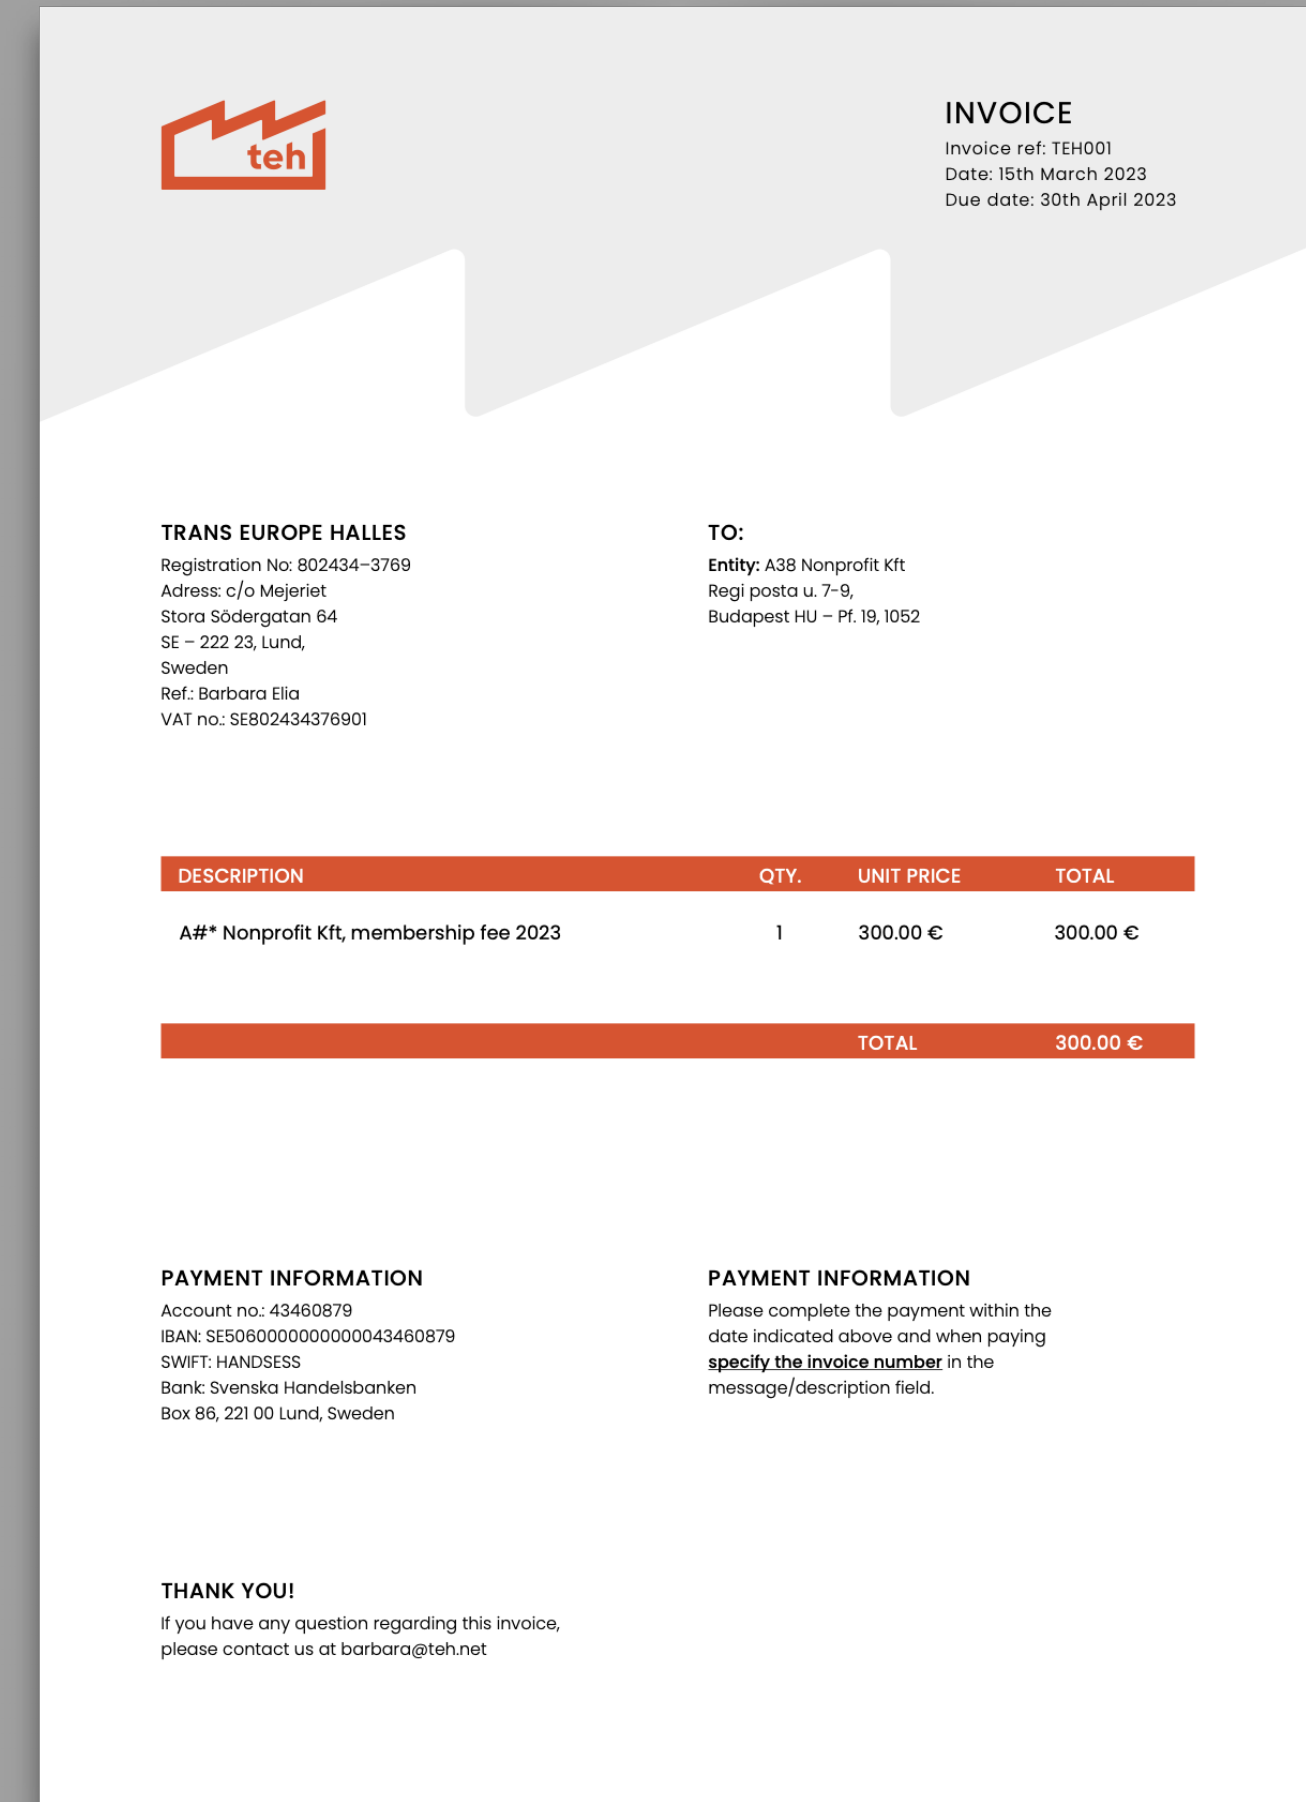 teh
INVOICE
Invoice ref: TEH001
Date: 15th March 2023
Due date: 30th April 2023
TRANS EUROPE HALLES
Registration No: 802434–3769
Adress: c/o Mejeriet
Stora Södergatan 64
SE – 222 23, Lund,
Sweden
Ref.: Barbara Elia
VAT no.: SE802434376901
TO:
Entity: A38 Nonprofit Kft
Regi posta u. 7-9,
Budapest HU – Pf. 19, 1052
DESCRIPTION QTY. UNIT PRICE TOTAL
A#* Nonprofit Kft, membership fee 2023 1 300.00 € 300.00 €
TOTAL 300.00 €
PAYMENT INFORMATION
Account no.: 43460879
IBAN: SE5060000000000043460879
SWIFT: HANDSESS
Bank: Svenska Handelsbanken
Box 86, 221 00 Lund, Sweden
PAYMENT INFORMATION
Please complete the payment within the
date indicated above and when paying
specify the invoice number in the
message/description field.
THANK YOU!
If you have any question regarding this invoice,
please contact us at barbara@teh.net